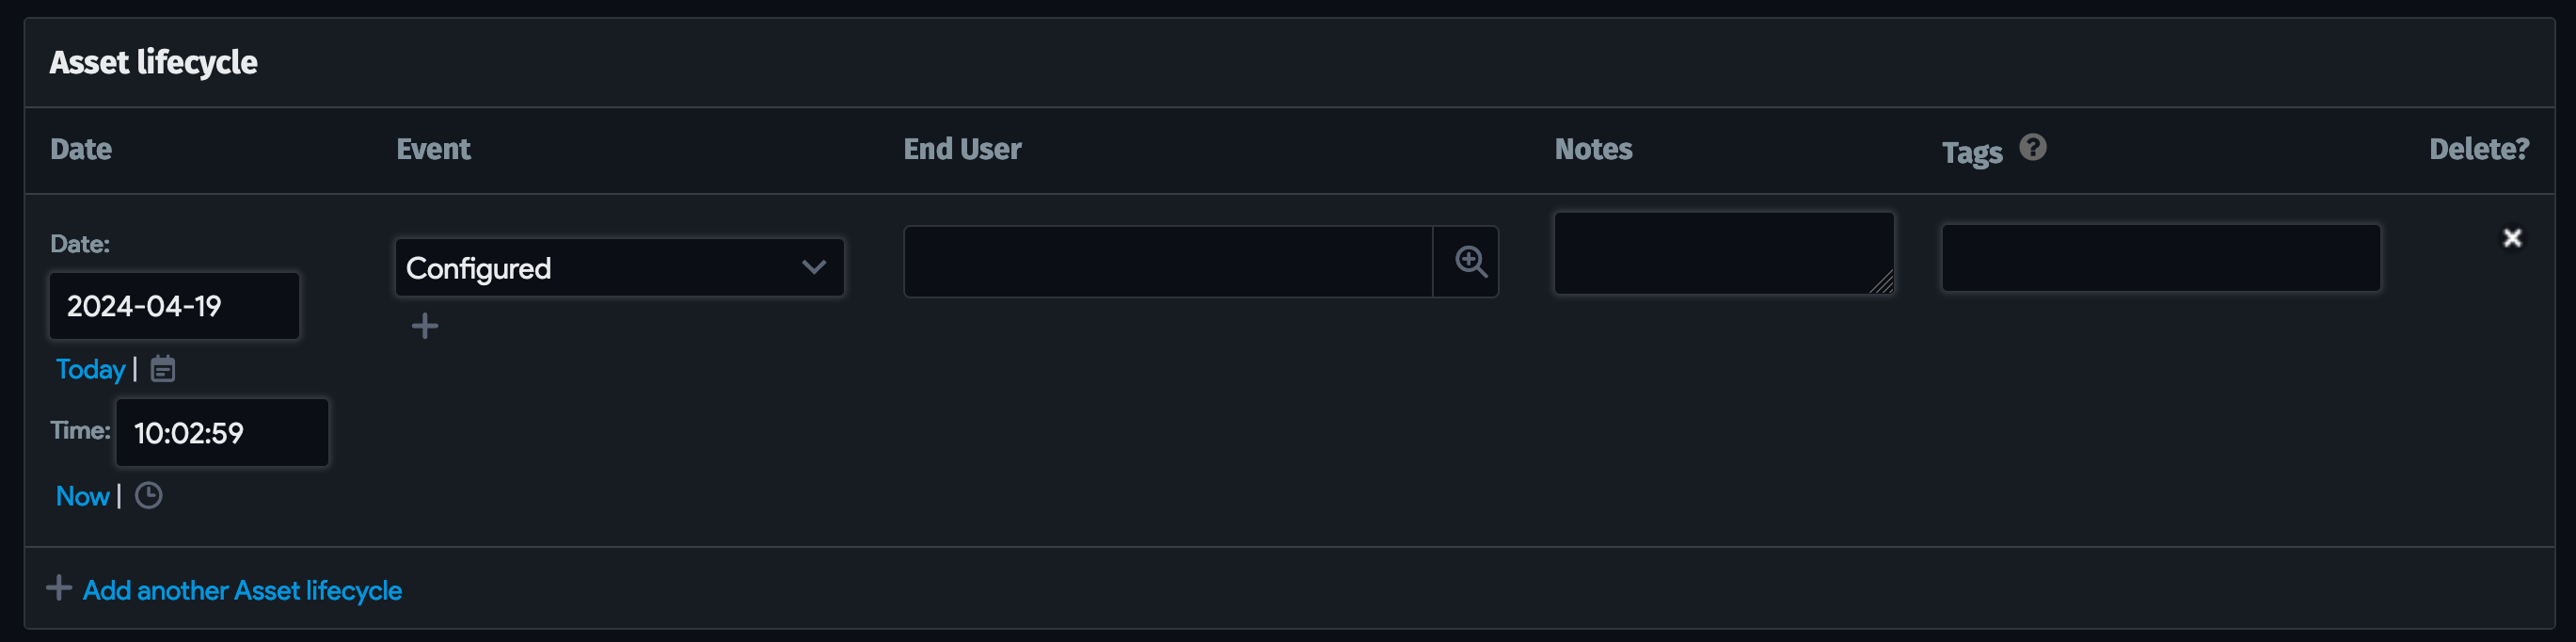 Asset lifecycle
Date Event End User Notes Tags ? Delete?
Date:
2024-04-19
Configured
Today |
Time: 10:02:59
Now |
Add another Asset lifecycle